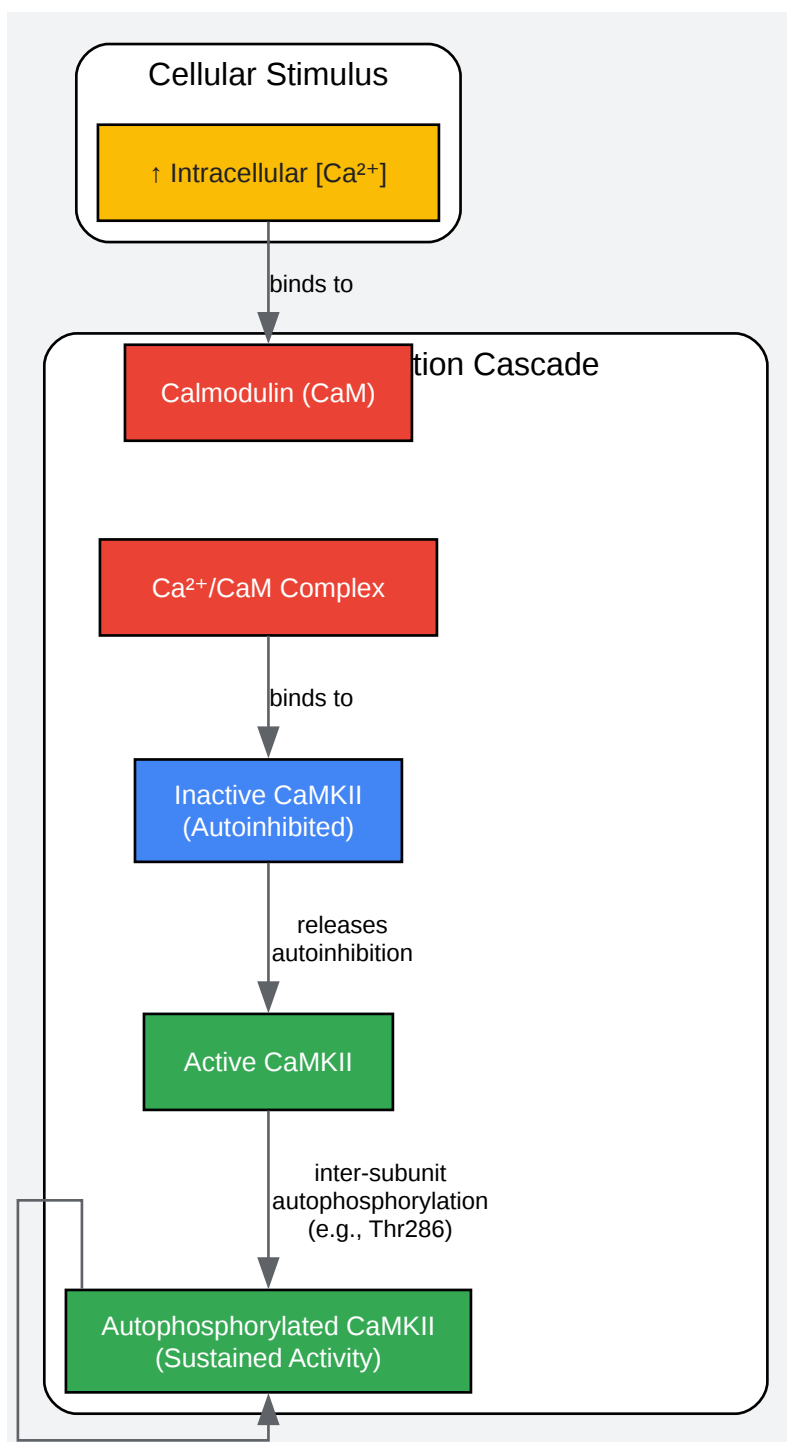 Cellular Stimulus
↑ Intracellular [Ca²⁺]
binds to
tion Cascade
Calmodulin (CaM)
Ca²⁺/CaM Complex
binds to
Inactive CaMKII
(Autoinhibited)
releases
autoinhibition
Active CaMKII
inter-subunit
autophosphorylation
(e.g., Thr286)
Autophosphorylated CaMKII
(Sustained Activity)